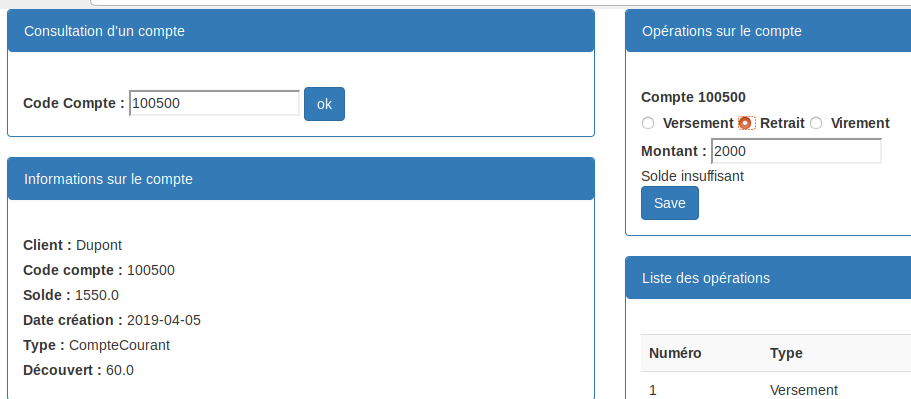 Consultation d'un compte
Code Compte : 100500 ok
Informations sur le compte
Client : Dupont
Code compte : 100500
Solde : 1550.0
Date création : 2019-04-05
Type : CompteCourant
Découvert : 60.0
Opérations sur le compte
Compte 100500
Versement Retrait Virement
Montant : 2000
Solde insuffisant
Save
Liste des opérations
Numéro Type
1 Versement